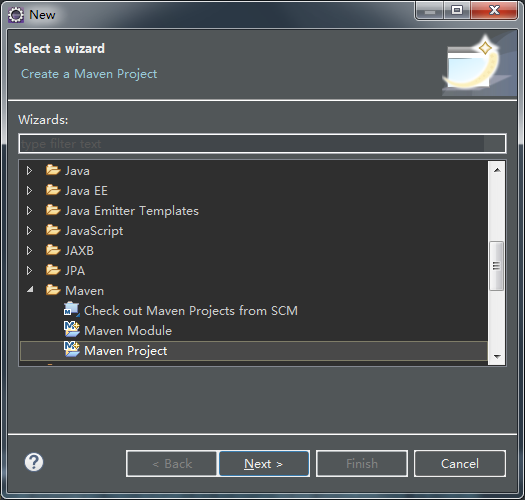 New
Select a wizard
Create a Maven Project
Wizards:
type filter text
Java
Java EE
Java Emitter Templates
JavaScript
JAXB
JPA
Maven
Check out Maven Projects from SCM
Maven Module
Maven Project
?
< Back
Next >
Finish
Cancel